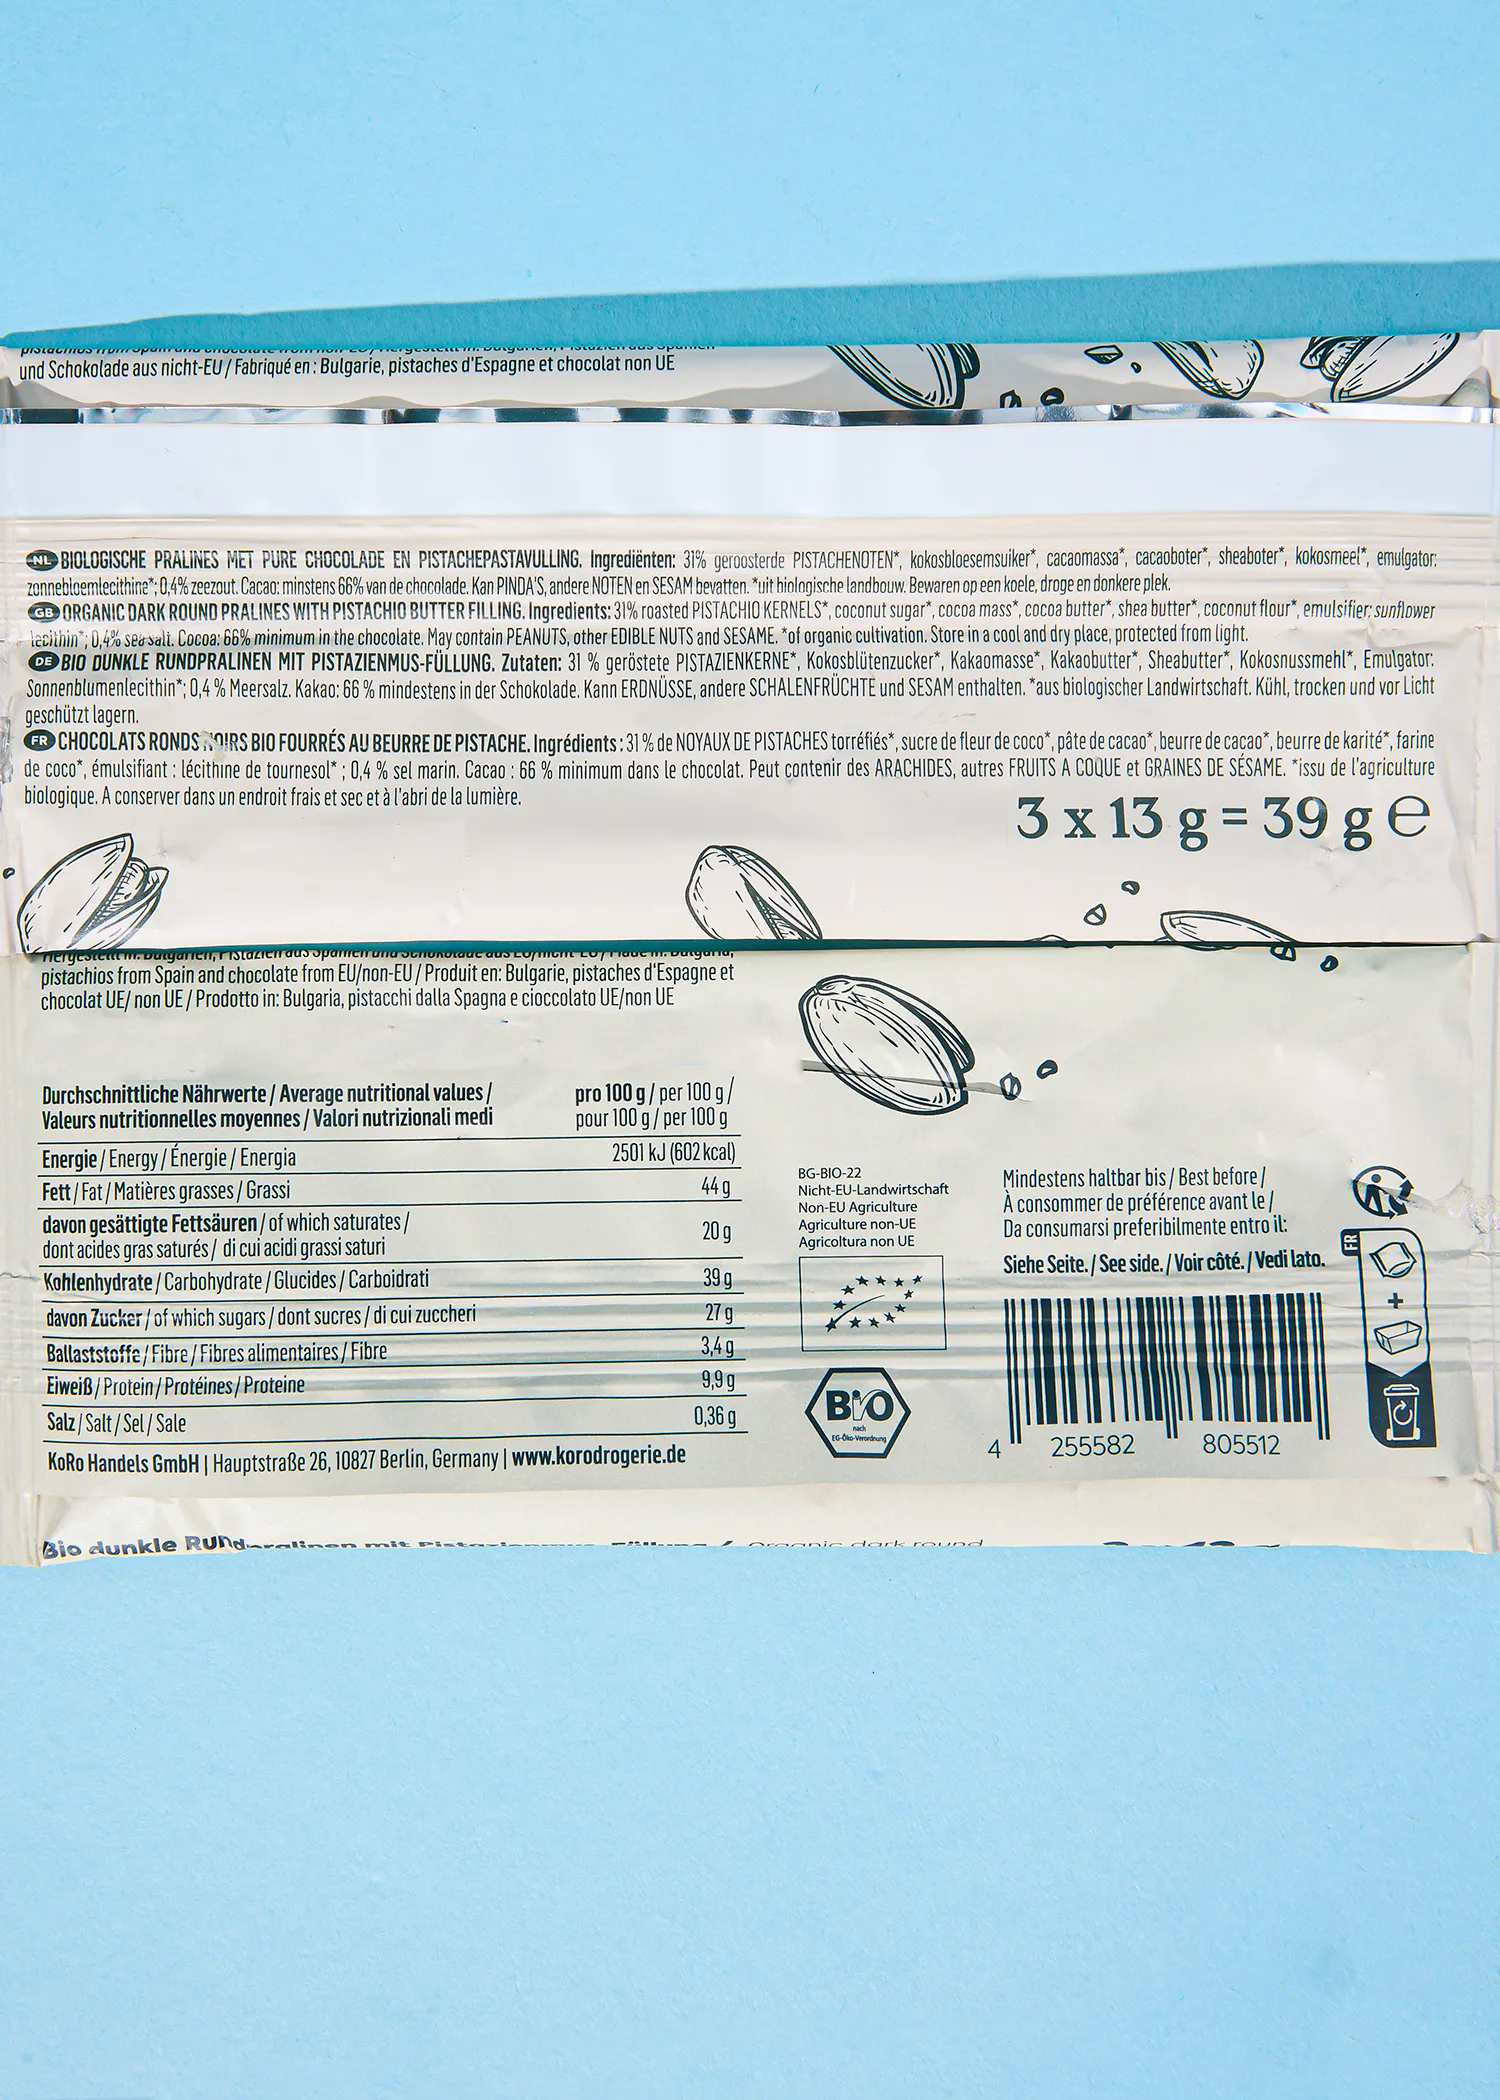 und Schokolade aus nicht-EU / Fabriqué en : Bulgarie, pistaches d'Espagne et chocolat non UE
NL BIOLOGISCHE PRALINES MET PURE CHOCOLADE EN PISTACHEPASTAVULLING. Ingrediënten: 31% geroosterde PISTACHENOTEN*, kokosbloesemsuiker*, cacaomassa*, cacaoboter*, sheaboter*, kokosmeel*, emulgator:
zonnebloemlecithine*; 0,4% zeezout. Cacao: minstens 66% van de chocolade. Kan PINDA'S, andere NOTEN en SESAM bevatten. *uit biologische landbouw. Bewaren op een koele, droge en donkere plek.
GB ORGANIC DARK ROUND PRALINES WITH PISTACHIO BUTTER FILLING. Ingredients: 31% roasted PISTACHIO KERNELS*, coconut sugar*, cocoa mass*, cocoa butter*, shea butter*, coconut flour*, emulsifier: sunflower
lecithin*; 0,4% sea salt. Cocoa: 66% minimum in the chocolate. May contain PEANUTS, other EDIBLE NUTS and SESAME. *of organic cultivation. Store in a cool and dry place, protected from light.
DE BIO DUNKLE RUNDPRALINEN MIT PISTAZIENMUS-FÜLLUNG. Zutaten: 31 % geröstete PISTAZIENKERNE*, Kokosblütenzucker*, Kakaomasse*, Kakaobutter*, Sheabutter*, Kokosnussmehl*, Emulgator:
Sonnenblumenlecithin*; 0,4 % Meersalz. Kakao: 66 % mindestens in der Schokolade. Kann ERDNÜSSE, andere SCHALENFRÜCHTE und SESAM enthalten. *aus biologischer Landwirtschaft. Kühl, trocken und vor Licht
geschützt lagern.
FR CHOCOLATS RONDS NOIRS BIO FOURRÉS AU BEURRE DE PISTACHE. Ingrédients : 31 % de NOYAUX DE PISTACHES torréfiés*, sucre de fleur de coco*, pâte de cacao*, beurre de cacao*, beurre de karité*, farine
de coco*, émulsifiant : lécithine de tournesol* ; 0,4 % sel marin. Cacao : 66 % minimum dans le chocolat. Peut contenir des ARACHIDES, autres FRUITS A COQUE et GRAINES DE SÉSAME. *issu de l'agriculture
biologique. A conserver dans un endroit frais et sec et à l'abri de la lumière.
3 x 13 g = 39 g e
pistachios from Spain and chocolate from EU/non-EU / Produit en: Bulgarie, pistaches d'Espagne et
chocolat UE/ non UE / Prodotto in: Bulgaria, pistacchi dalla Spagna e cioccolato UE/non UE
Durchschnittliche Nährwerte / Average nutritional values / pro 100 g / per 100 g /
Valeurs nutritionnelles moyennes / Valori nutrizionali medi pour 100 g / per 100 g
Energie / Energy / Énergie / Energia 2501 kJ (602 kcal)
Fett / Fat / Matières grasses / Grassi 44 g
davon gesättigte Fettsäuren / of which saturates /
dont acides gras saturés / di cui acidi grassi saturi 20 g
Kohlenhydrate / Carbohydrate / Glucides / Carboidrati 39 g
davon Zucker / of which sugars / dont sucres / di cui zuccheri 27 g
Ballaststoffe / Fibre / Fibres alimentaires / Fibre 3,4 g
Eiweiß / Protein / Protéines / Proteine 9,9 g
Salz / Salt / Sel / Sale 0,36 g
KoRo Handels GmbH | Hauptstraße 26, 10827 Berlin, Germany | www.korodrogerie.de
BG-BIO-22
Nicht-EU-Landwirtschaft
Non-EU Agriculture
Agriculture non-UE
Agricoltura non UE
BIO
nach
EG-Öko-Verordnung
Mindestens haltbar bis / Best before /
À consommer de préférence avant le /
Da consumarsi preferibilmente entro il:
Siehe Seite. / See side. / Voir côté. / Vedi lato.
4 255582 805512
FR
+
Bio dunkle Rundpralinen mit